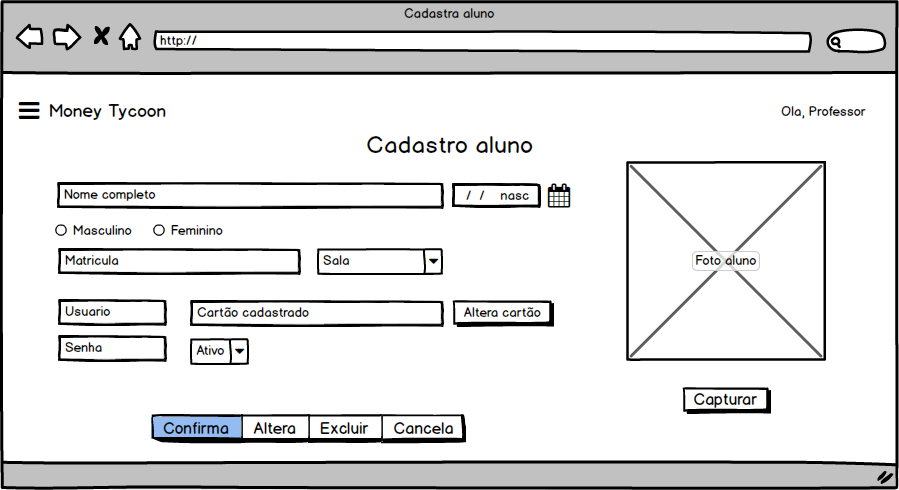 Cadastra aluno
http://
Money Tycoon
Ola, Professor
Cadastro aluno
Nome completo
/ / nasc
Masculino
Feminino
Matricula
Sala
Foto aluno
Usuario
Cartão cadastrado
Altera cartão
Senha
Ativo
Capturar
Confirma
Altera
Excluir
Cancela